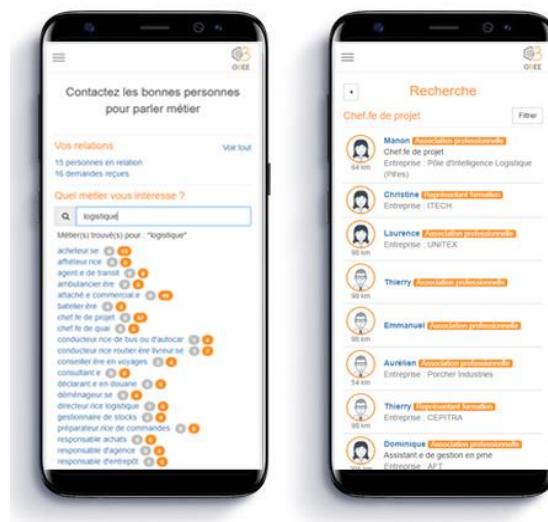 GREE
Contactez les bonnes personnes
pour parler métier
Vos relations
Voir tout
15 personnes en relation
16 demandes reçues
Quel métier vous intéresse ?
logistique
Métier(s) trouvé(s) pour : "logistique"
acheteur.se
affréteur.rice
agent.e de transit
ambulancier.ère
attaché.e commercial.e
batelier.ère
chef.fe de projet
chef.fe de quai
conducteur.rice de bus ou d'autocar
conducteur.rice routier.ère livreur.se
conseiller.ère en voyages
consultant.e
déclarant.e en douane
déménageur.se
directeur.rice logistique
gestionnaire de stocks
préparateur.rice de commandes
responsable achats
responsable d'agence
responsable d'entrepôt
Recherche
Chef.fe de projet
Filtrer
Manon Association professionnelle
Chef.fe de projet
Entreprise : Pôle d'Intelligence Logistique
(Pil'es)
64 km
Christine Représentant formation
Entreprise : ITECH
Laurence Association professionnelle
Entreprise : UNITEX
98 km
Thierry Association professionnelle
98 km
Emmanuel Association professionnelle
98 km
Aurélien Association professionnelle
Entreprise : Porcher Industries
54 km
Thierry Représentant formation
Entreprise : CEPITRA
98 km
Dominique Association professionnelle
Assistant.e de gestion en pme
Entreprise : AFT